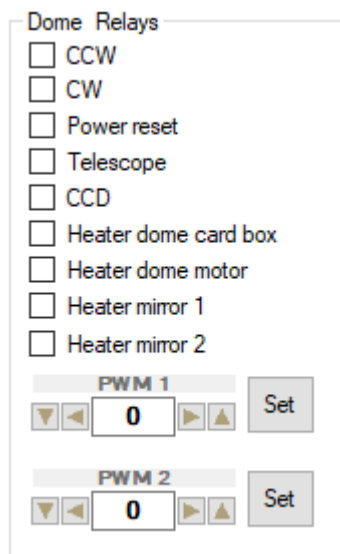 Dome Relays
CCW
CW
Power reset
Telescope
CCD
Heater dome card box
Heater dome motor
Heater mirror 1
Heater mirror 2
PWM 1
0 Set
PWM 2
0 Set